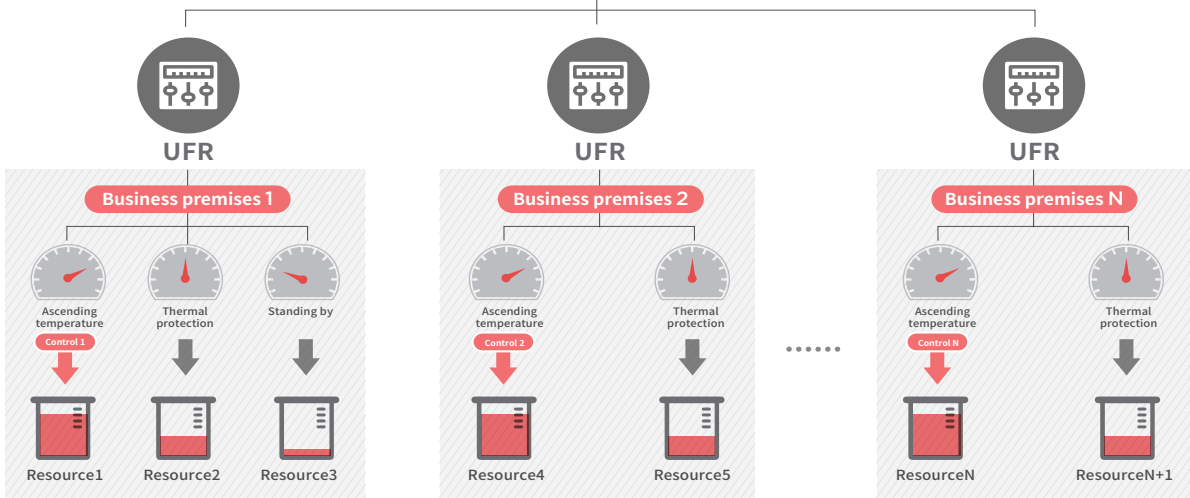 UFR
UFR
UFR
Business premises 1
Business premises 2
Business premises N
Ascending
temperature
Control 1
Thermal
protection
Standing by
Ascending
temperature
Control 2
Thermal
protection
......
Ascending
temperature
Control N
Thermal
protection
Resource1
Resource2
Resource3
Resource4
Resource5
ResourceN
ResourceN+1